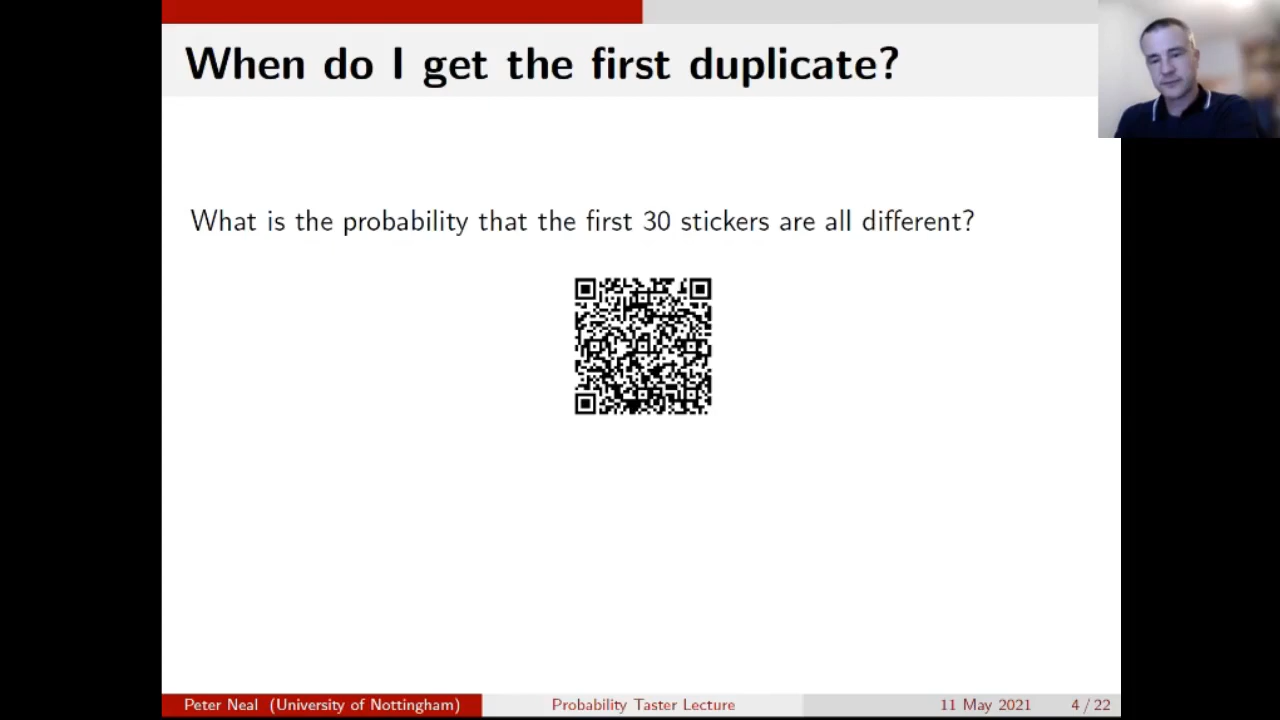 When do I get the first duplicate?
What is the probability that the first 30 stickers are all different?
Peter Neal (University of Nottingham) Probability Taster Lecture 11 May 2021 4 / 22